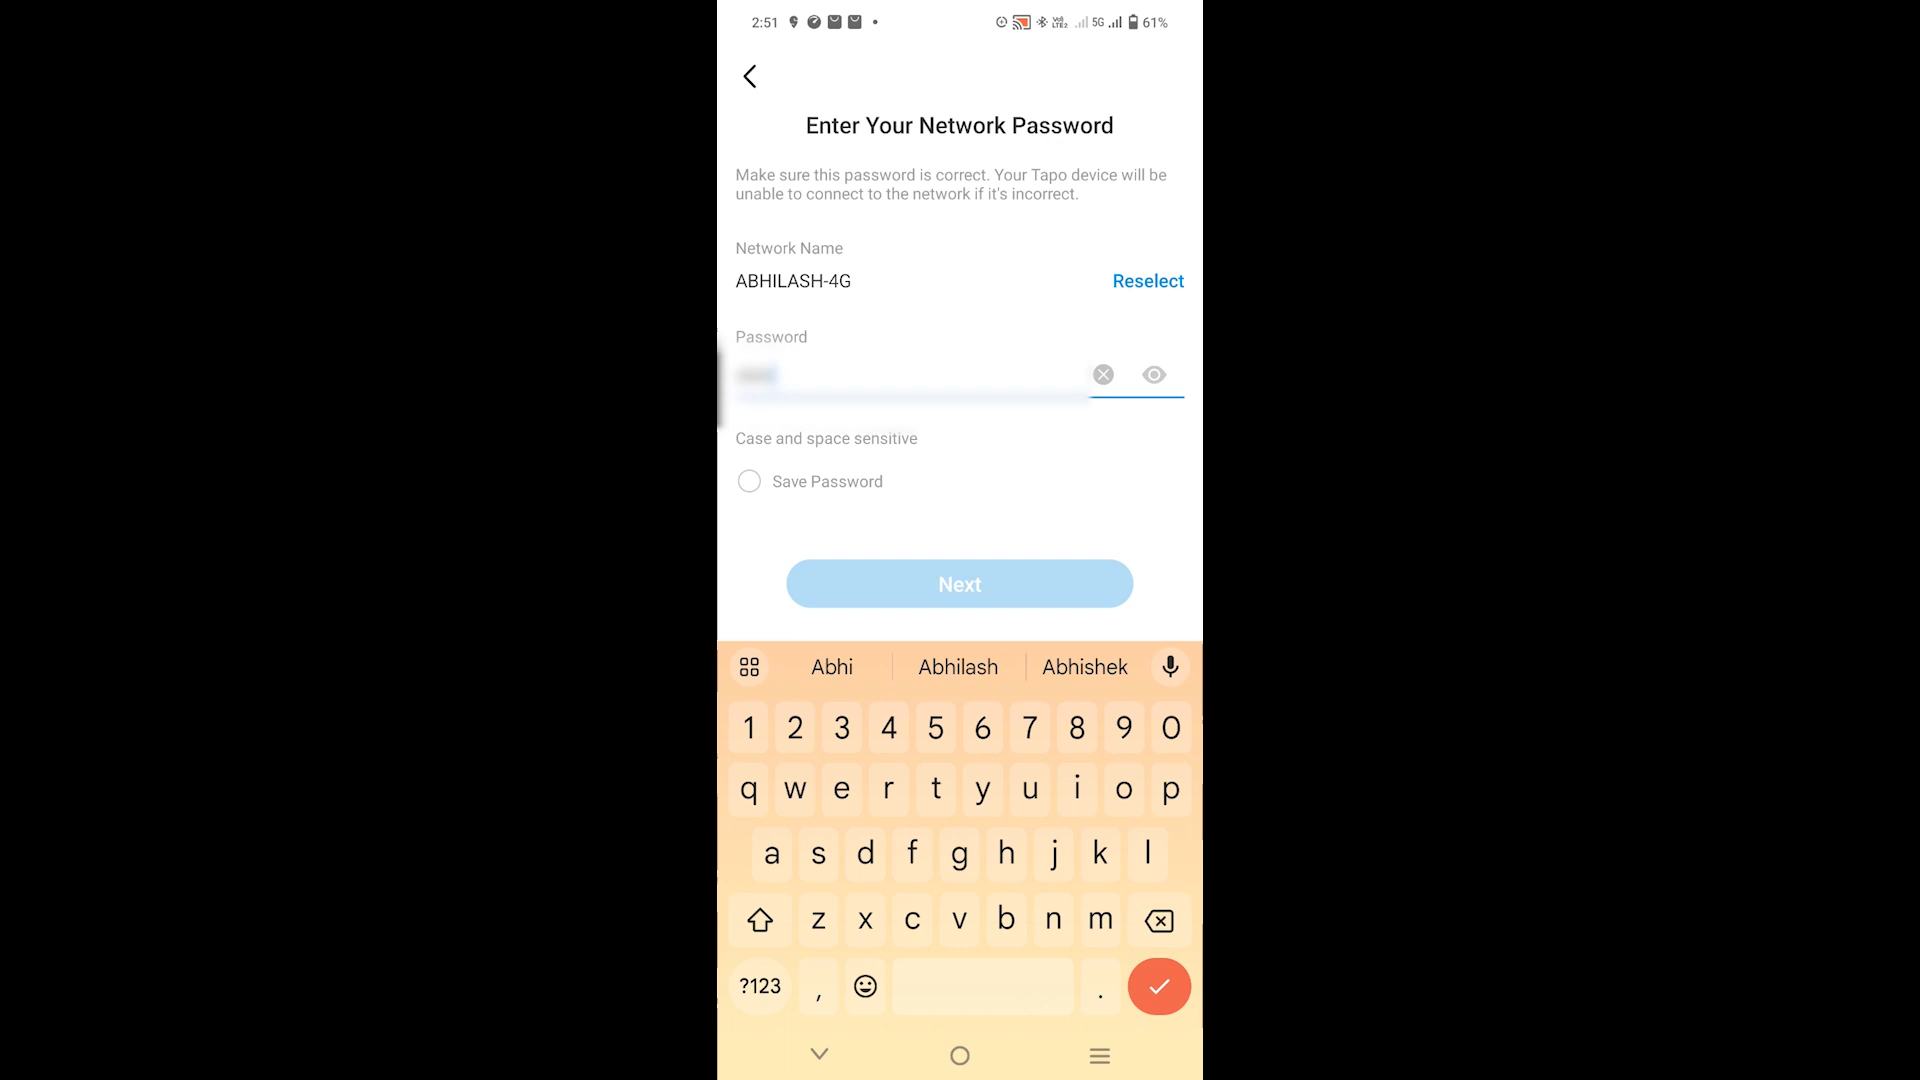 2:51 5G 61%
Enter Your Network Password
Make sure this password is correct. Your Tapo device will be
unable to connect to the network if it's incorrect.
Network Name
ABHILASH-4G Reselect
Password
Case and space sensitive
Save Password
Next
Abhi Abhilash Abhishek
1 2 3 4 5 6 7 8 9 0
q w e r t y u i o p
a s d f g h j k l
z x c v b n m
?123 , .